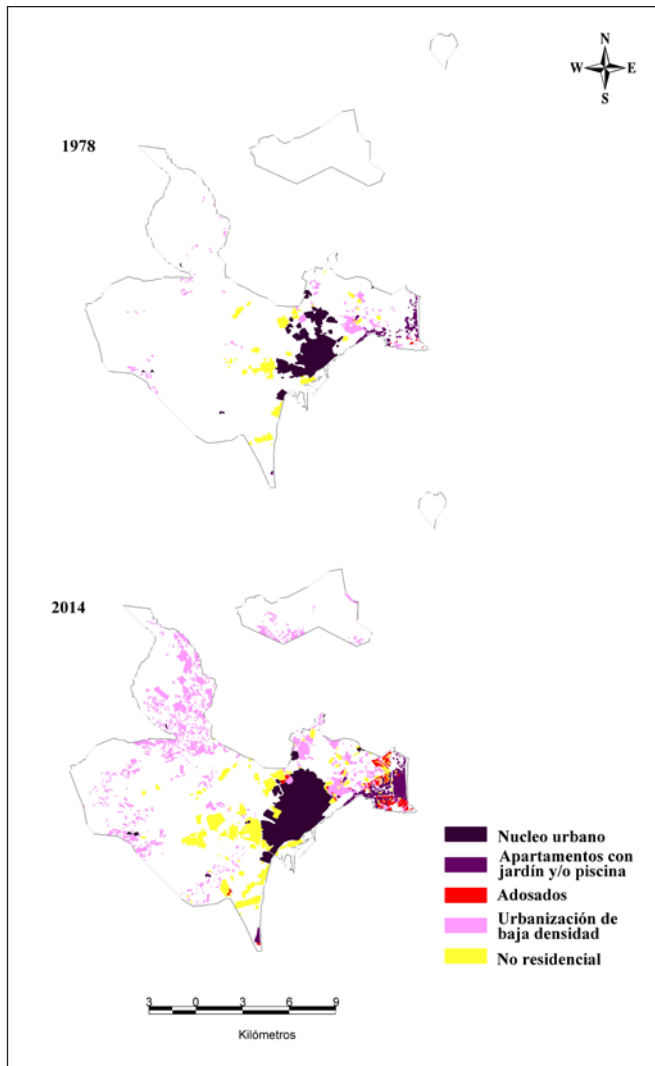 N
W E
S
1978
2014
Nucleo urbano
Apartamentos con
jardín y/o piscina
Adosados
Urbanización de
baja densidad
No residencial
3 0 3 6 9
Kilómetros